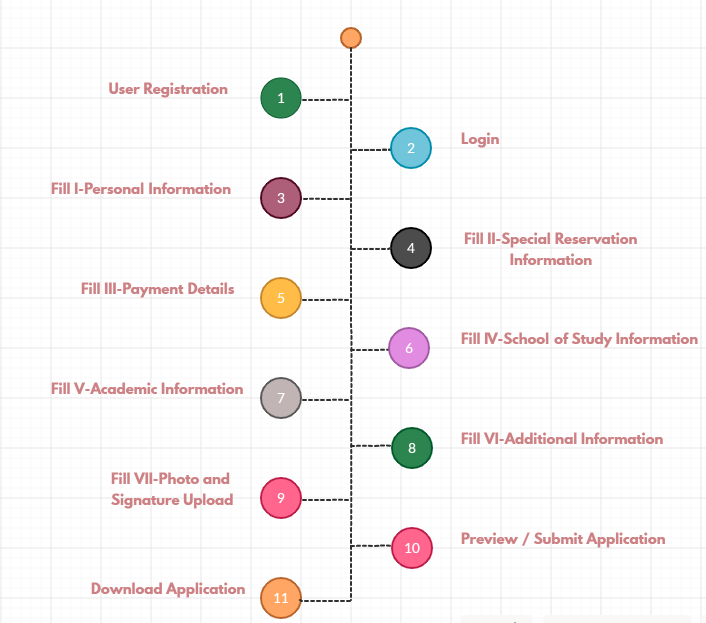 User Registration
1
2
Login
Fill I-Personal Information
3
4
Fill II-Special Reservation
Information
Fill III-Payment Details
5
6
Fill IV-School of Study Information
Fill V-Academic Information
7
8
Fill VI-Additional Information
Fill VII-Photo and
Signature Upload
9
10
Preview / Submit Application
Download Application
11